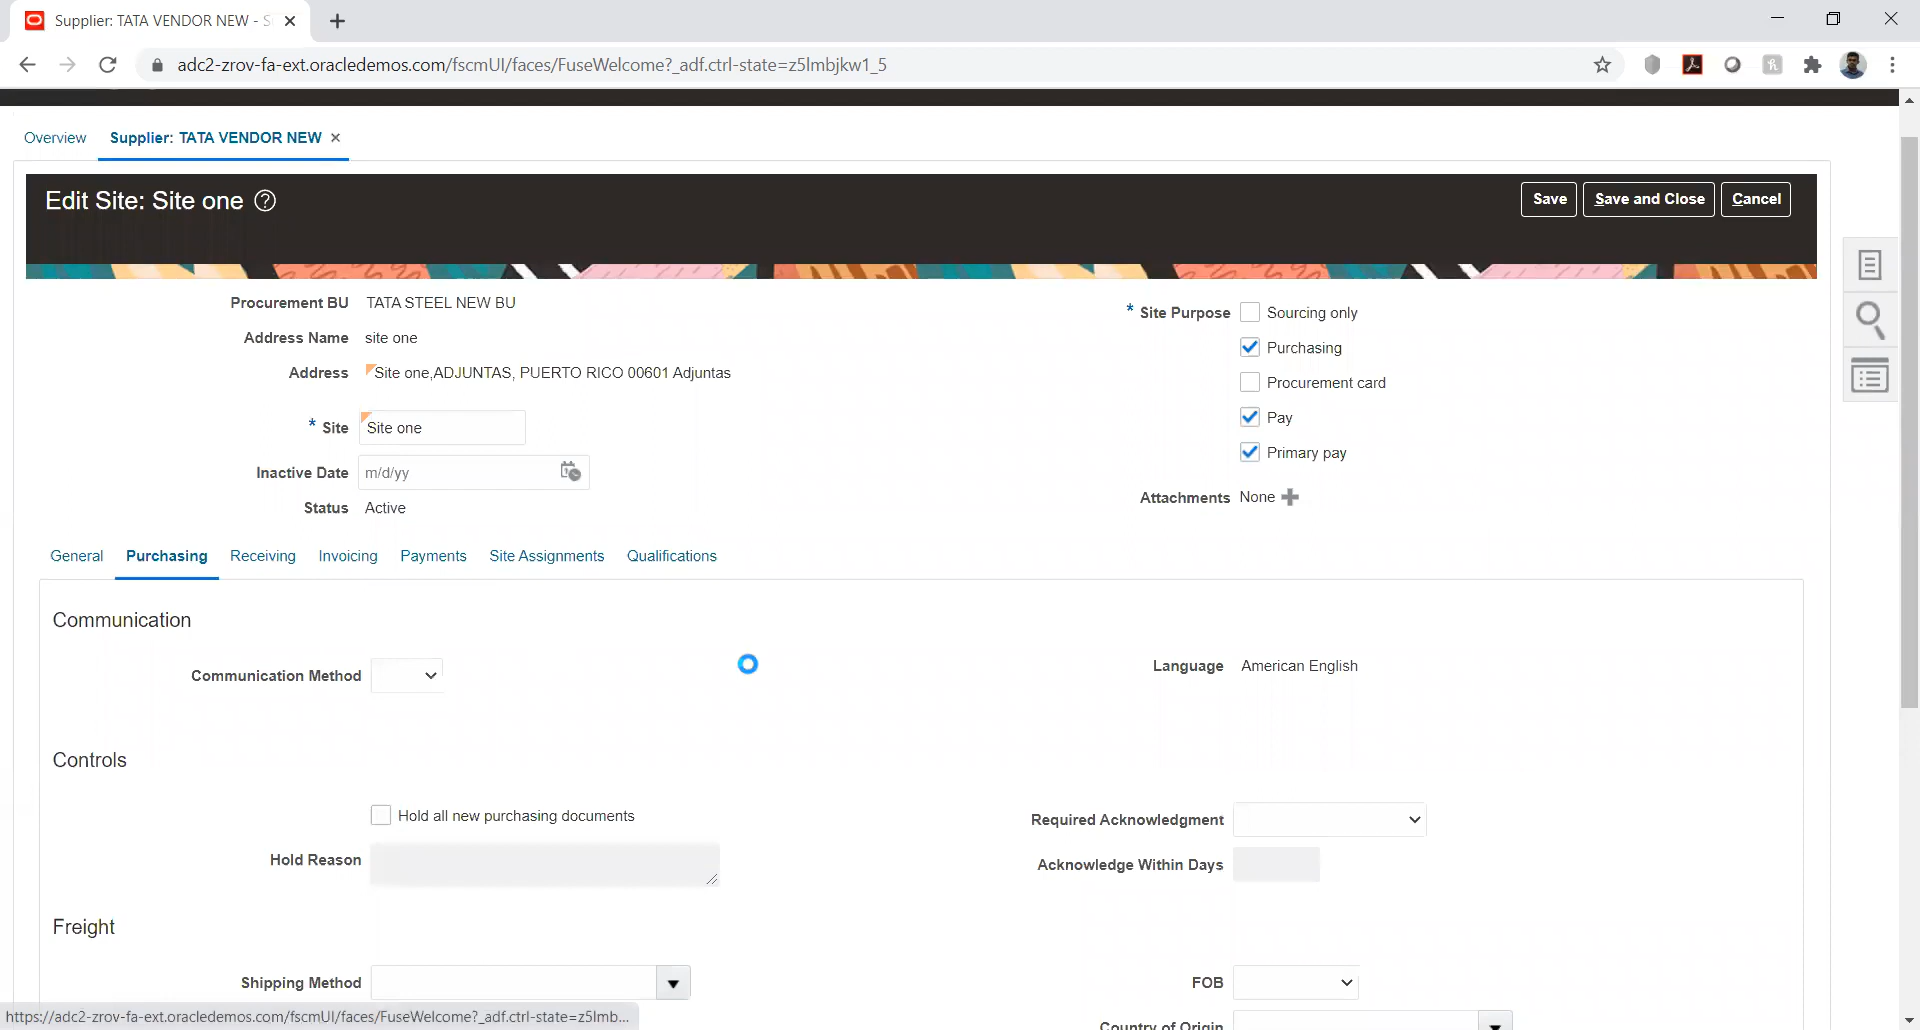 Supplier: TATA VENDOR NEW - S
adc2-zrov-fa-ext.oracledemos.com/fscmUI/faces/FuseWelcome?_adf.ctrl-state=z5lmbjkw1_5
Overview
Supplier: TATA VENDOR NEW
Edit Site: Site one
Save
Save and Close
Cancel
Procurement BU TATA STEEL NEW BU
Address Name site one
Address Site one,ADJUNTAS, PUERTO RICO 00601 Adjuntas
* Site Site one
Inactive Date m/d/yy
Status Active
* Site Purpose Sourcing only
Purchasing
Procurement card
Pay
Primary pay
Attachments None
General Purchasing Receiving Invoicing Payments Site Assignments Qualifications
Communication
Communication Method
Language American English
Controls
Hold all new purchasing documents
Hold Reason
Required Acknowledgment
Acknowledge Within Days
Freight
Shipping Method
FOB
Country of Origin
https://adc2-zrov-fa-ext.oracledemos.com/fscmUI/faces/FuseWelcome?_adf.ctrl-state=z5lmb...